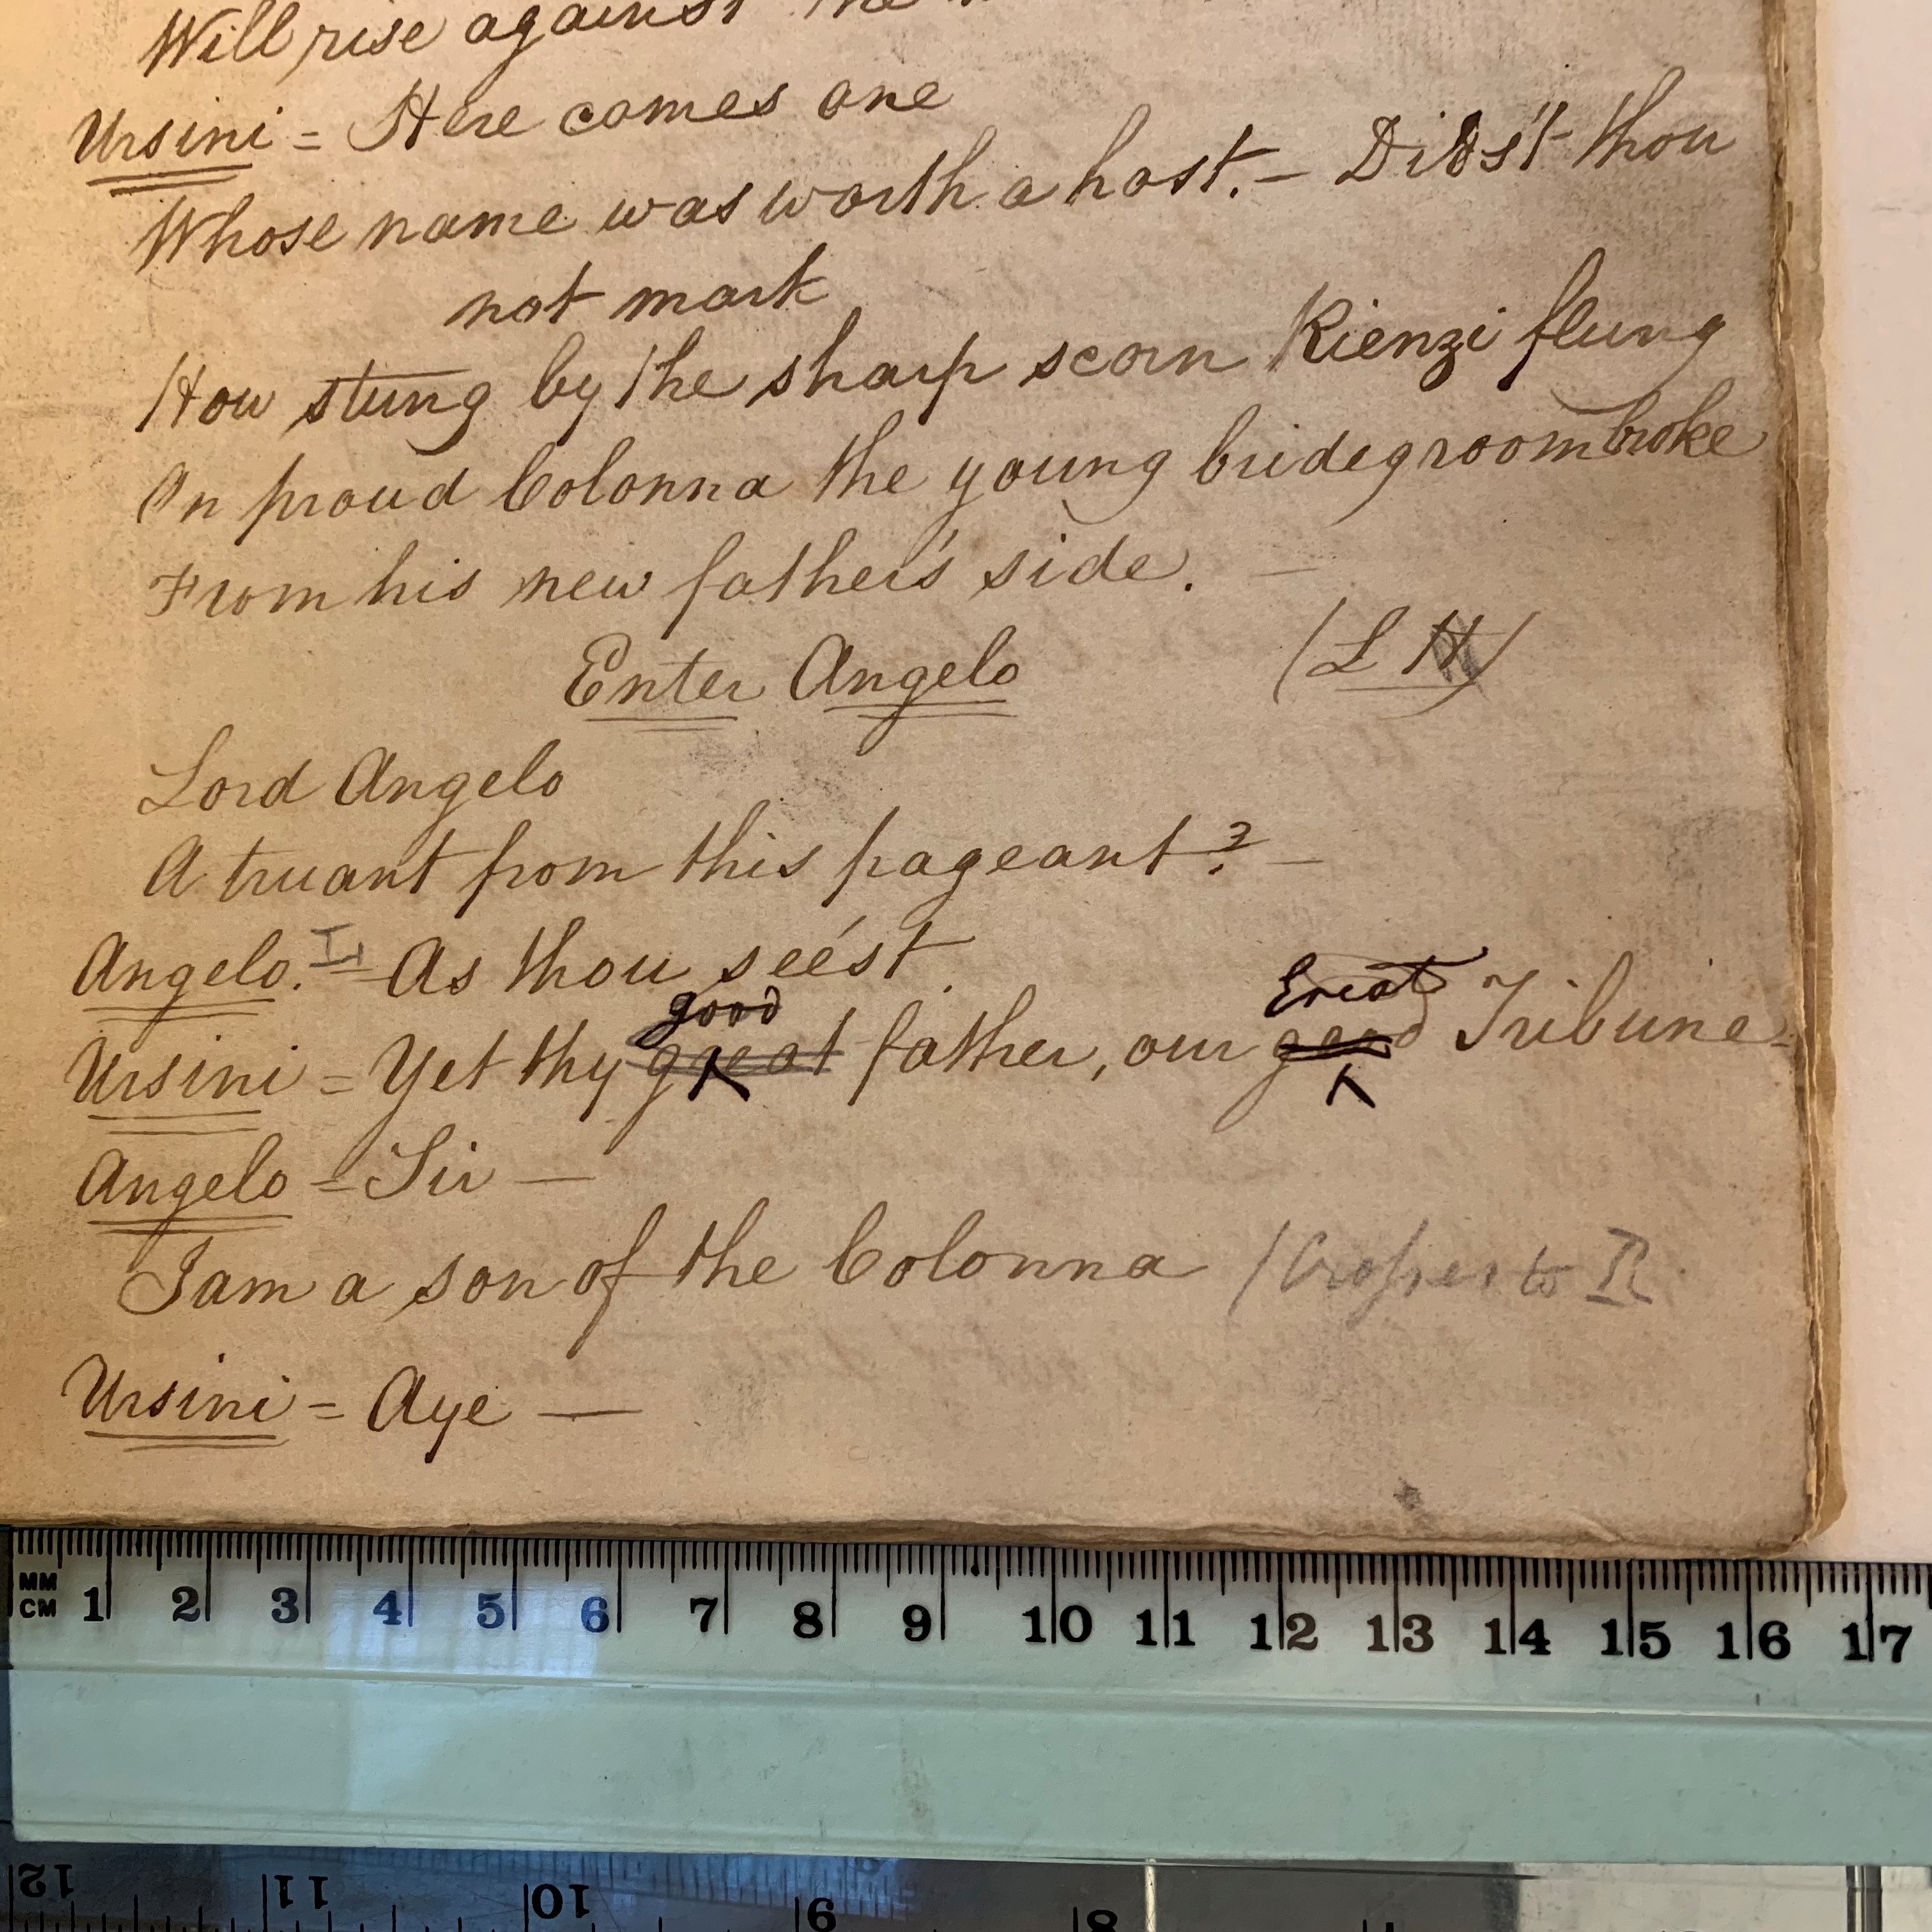 Will rise against the
Ursini = Here comes one
Whose name was worth a host. — Didst thou
not mark
How stung by the sharp scorn Rienzi flung
On proud Colonna the young bridegroom broke
From his new father's side. —
Enter Angelo (L H)
Lord Angelo
A truant from this pageant? —
Angelo. L = As thou see'st
good Great
Ursini = Yet thy great father, our good Tribune =
Angelo = Sir —
I am a son of the Colonna (Crosses to R
Ursini = Aye —
MM
CM 1 2 3 4 5 6 7 8 9 10 11 12 13 14 15 16 17
12 11 10 9 8